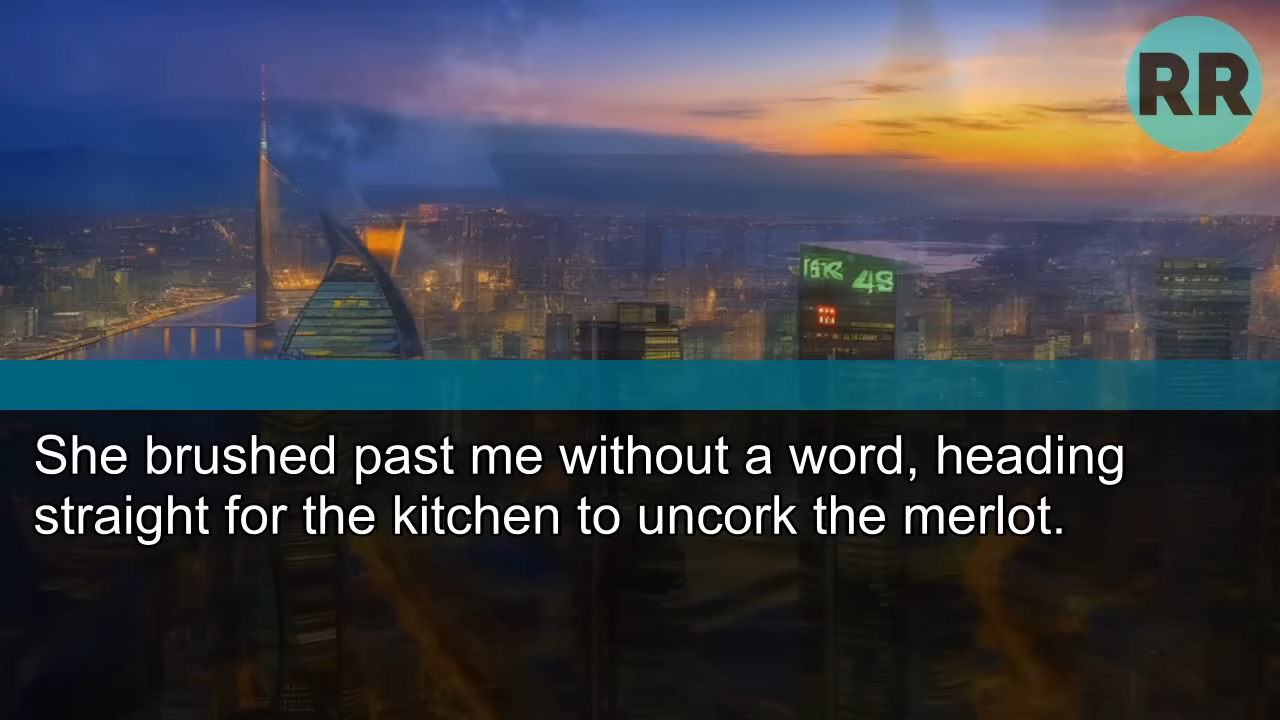 RR
She brushed past me without a word, heading
straight for the kitchen to uncork the merlot.